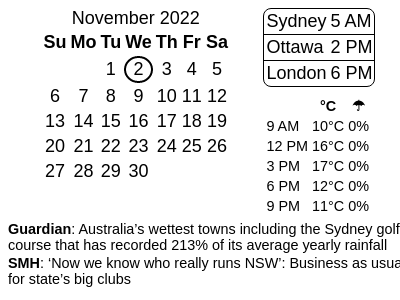 November 2022
Su Mo Tu We Th Fr Sa
1 2 3 4 5
6 7 8 9 10 11 12
13 14 15 16 17 18 19
20 21 22 23 24 25 26
27 28 29 30
Sydney 5 AM
Ottawa 2 PM
London 6 PM
°C ☂
9 AM 10°C 0%
12 PM 16°C 0%
3 PM 17°C 0%
6 PM 12°C 0%
9 PM 11°C 0%
Guardian: Australia’s wettest towns including the Sydney golf
course that has recorded 213% of its average yearly rainfall
SMH: ‘Now we know who really runs NSW’: Business as usua
for state’s big clubs